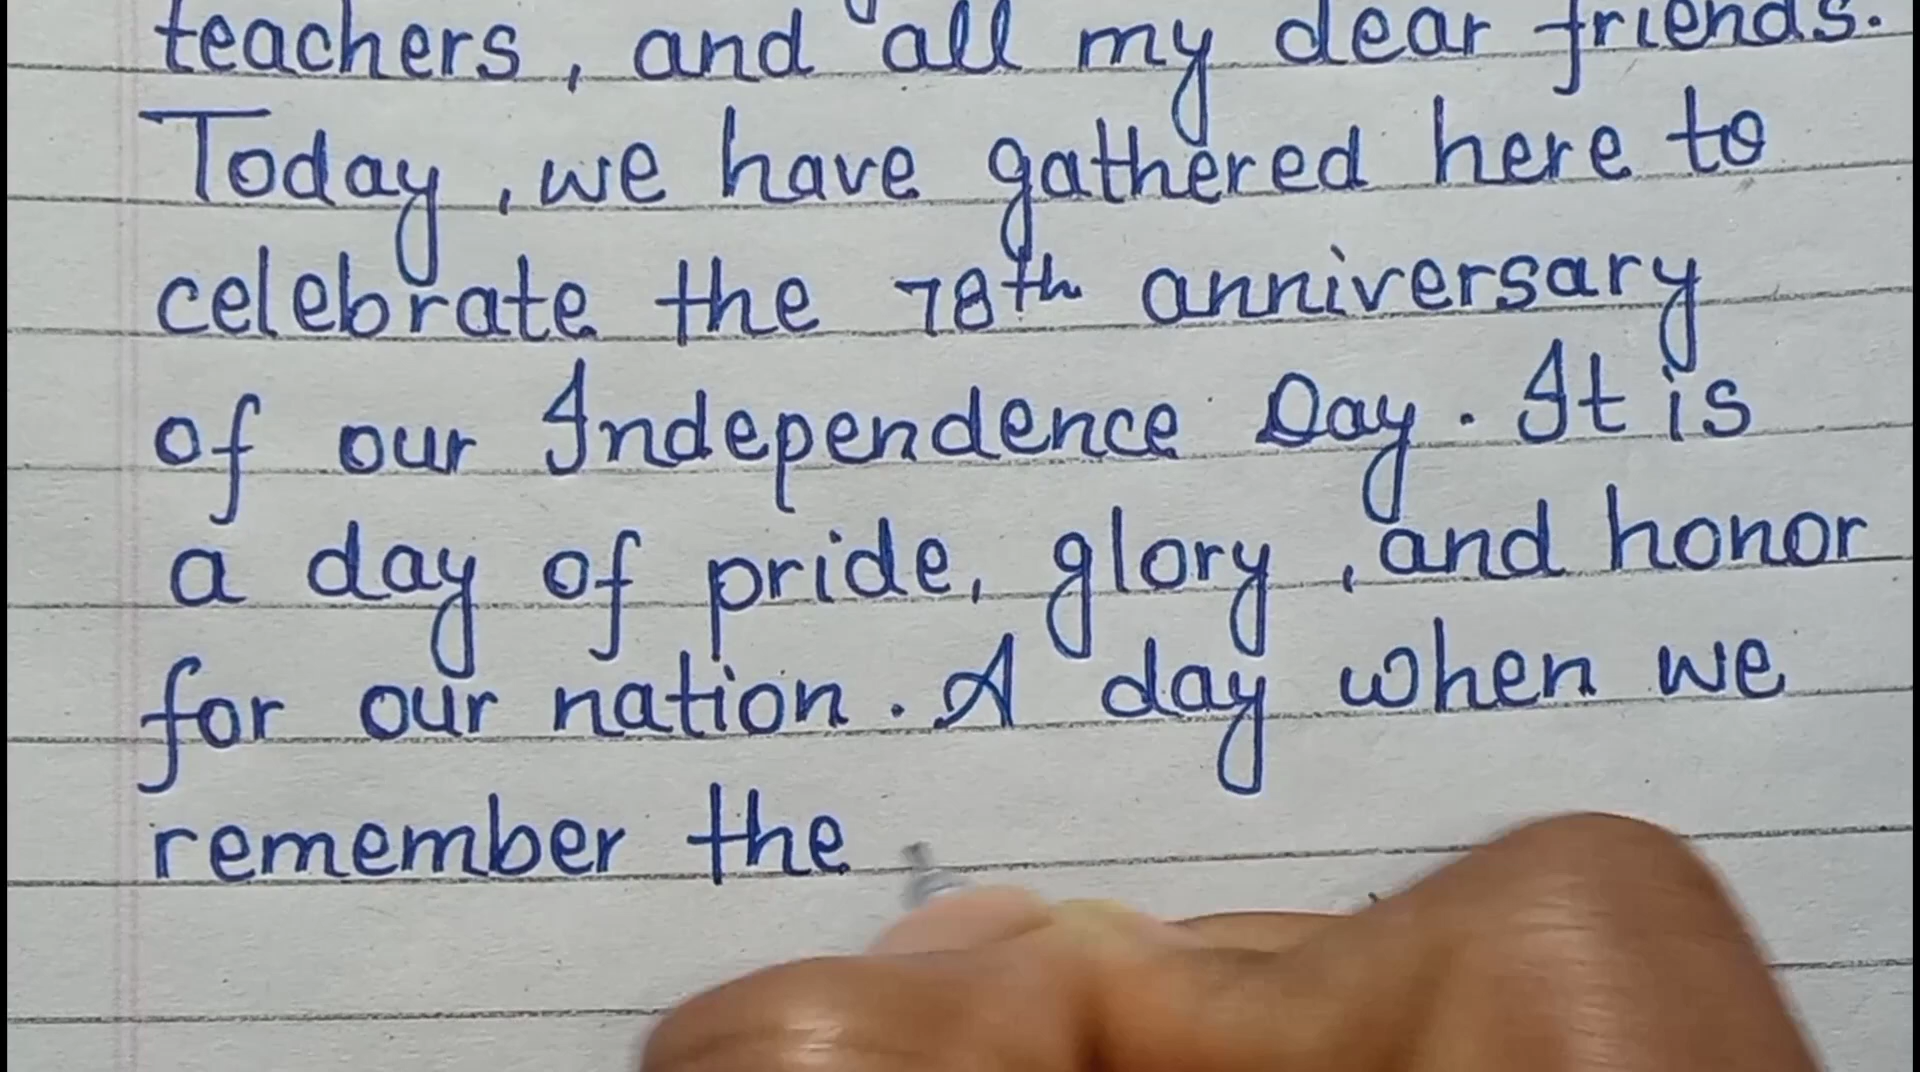 teachers, and all my dear friends.
Today, we have gathered here to
celebrate the 78th anniversary
of our Independence Day. It is
a day of pride, glory, and honor
for our nation. A day when we
remember the